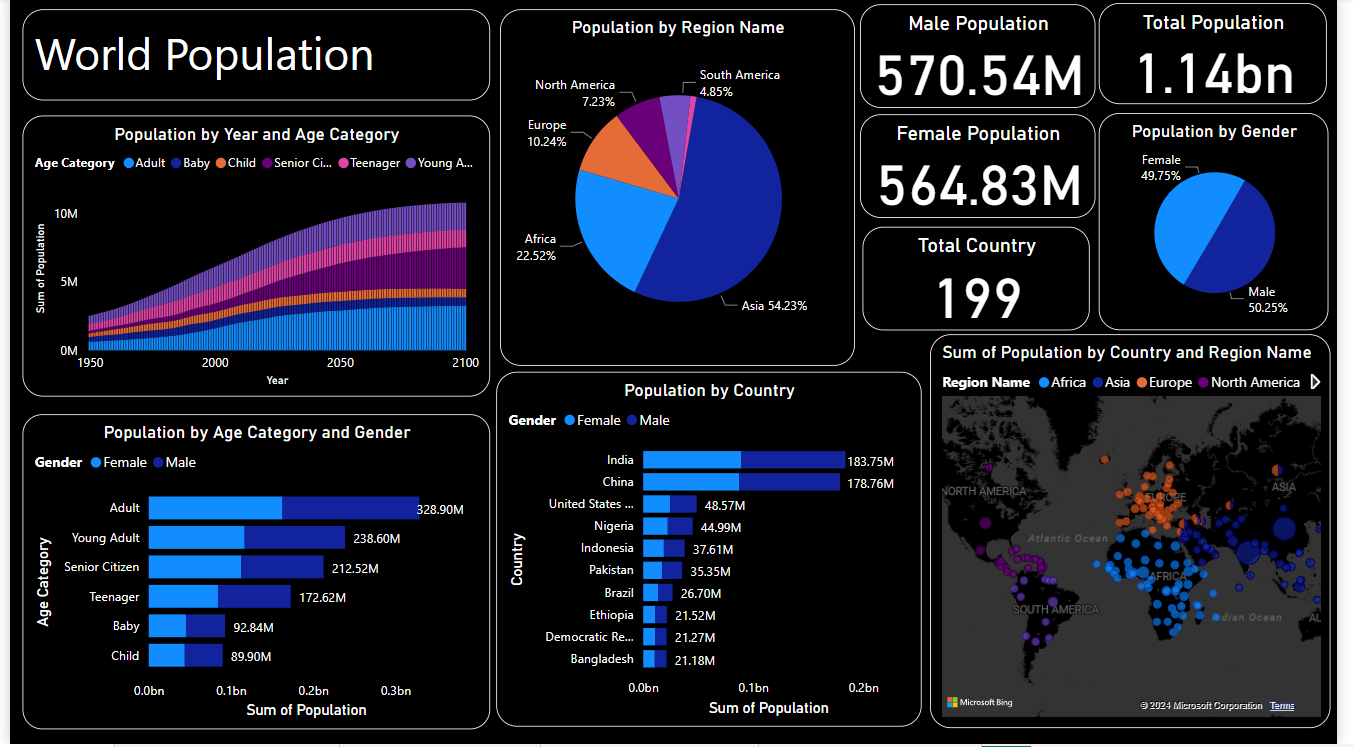 World Population
Population by Year and Age Category
Age Category Adult Baby Child Senior Ci... Teenager Young A...
Sum of Population
10M
5M
0M
1950 2000 2050 2100
Year
Population by Age Category and Gender
Gender Female Male
Age Category
Adult 328.90M
Young Adult 238.60M
Senior Citizen 212.52M
Teenager 172.62M
Baby 92.84M
Child 89.90M
0.0bn 0.1bn 0.2bn 0.3bn
Sum of Population
Population by Region Name
South America
4.85%
North America
7.23%
Europe
10.24%
Africa
22.52%
Asia 54.23%
Population by Country
Gender Female Male
Country
India 183.75M
China 178.76M
United States ... 48.57M
Nigeria 44.99M
Indonesia 37.61M
Pakistan 35.35M
Brazil 26.70M
Ethiopia 21.52M
Democratic Re... 21.27M
Bangladesh 21.18M
0.0bn 0.1bn 0.2bn
Sum of Population
Male Population
570.54M
Total Population
1.14bn
Female Population
564.83M
Total Country
199
Population by Gender
Female
49.75%
Male
50.25%
Sum of Population by Country and Region Name
Region Name Africa Asia Europe North America
NORTH AMERICA
EUROPE
ASIA
Atlantic Ocean
AFRICA
SOUTH AMERICA
Indian Ocean
AU
Microsoft Bing
© 2024 Microsoft Corporation Terms